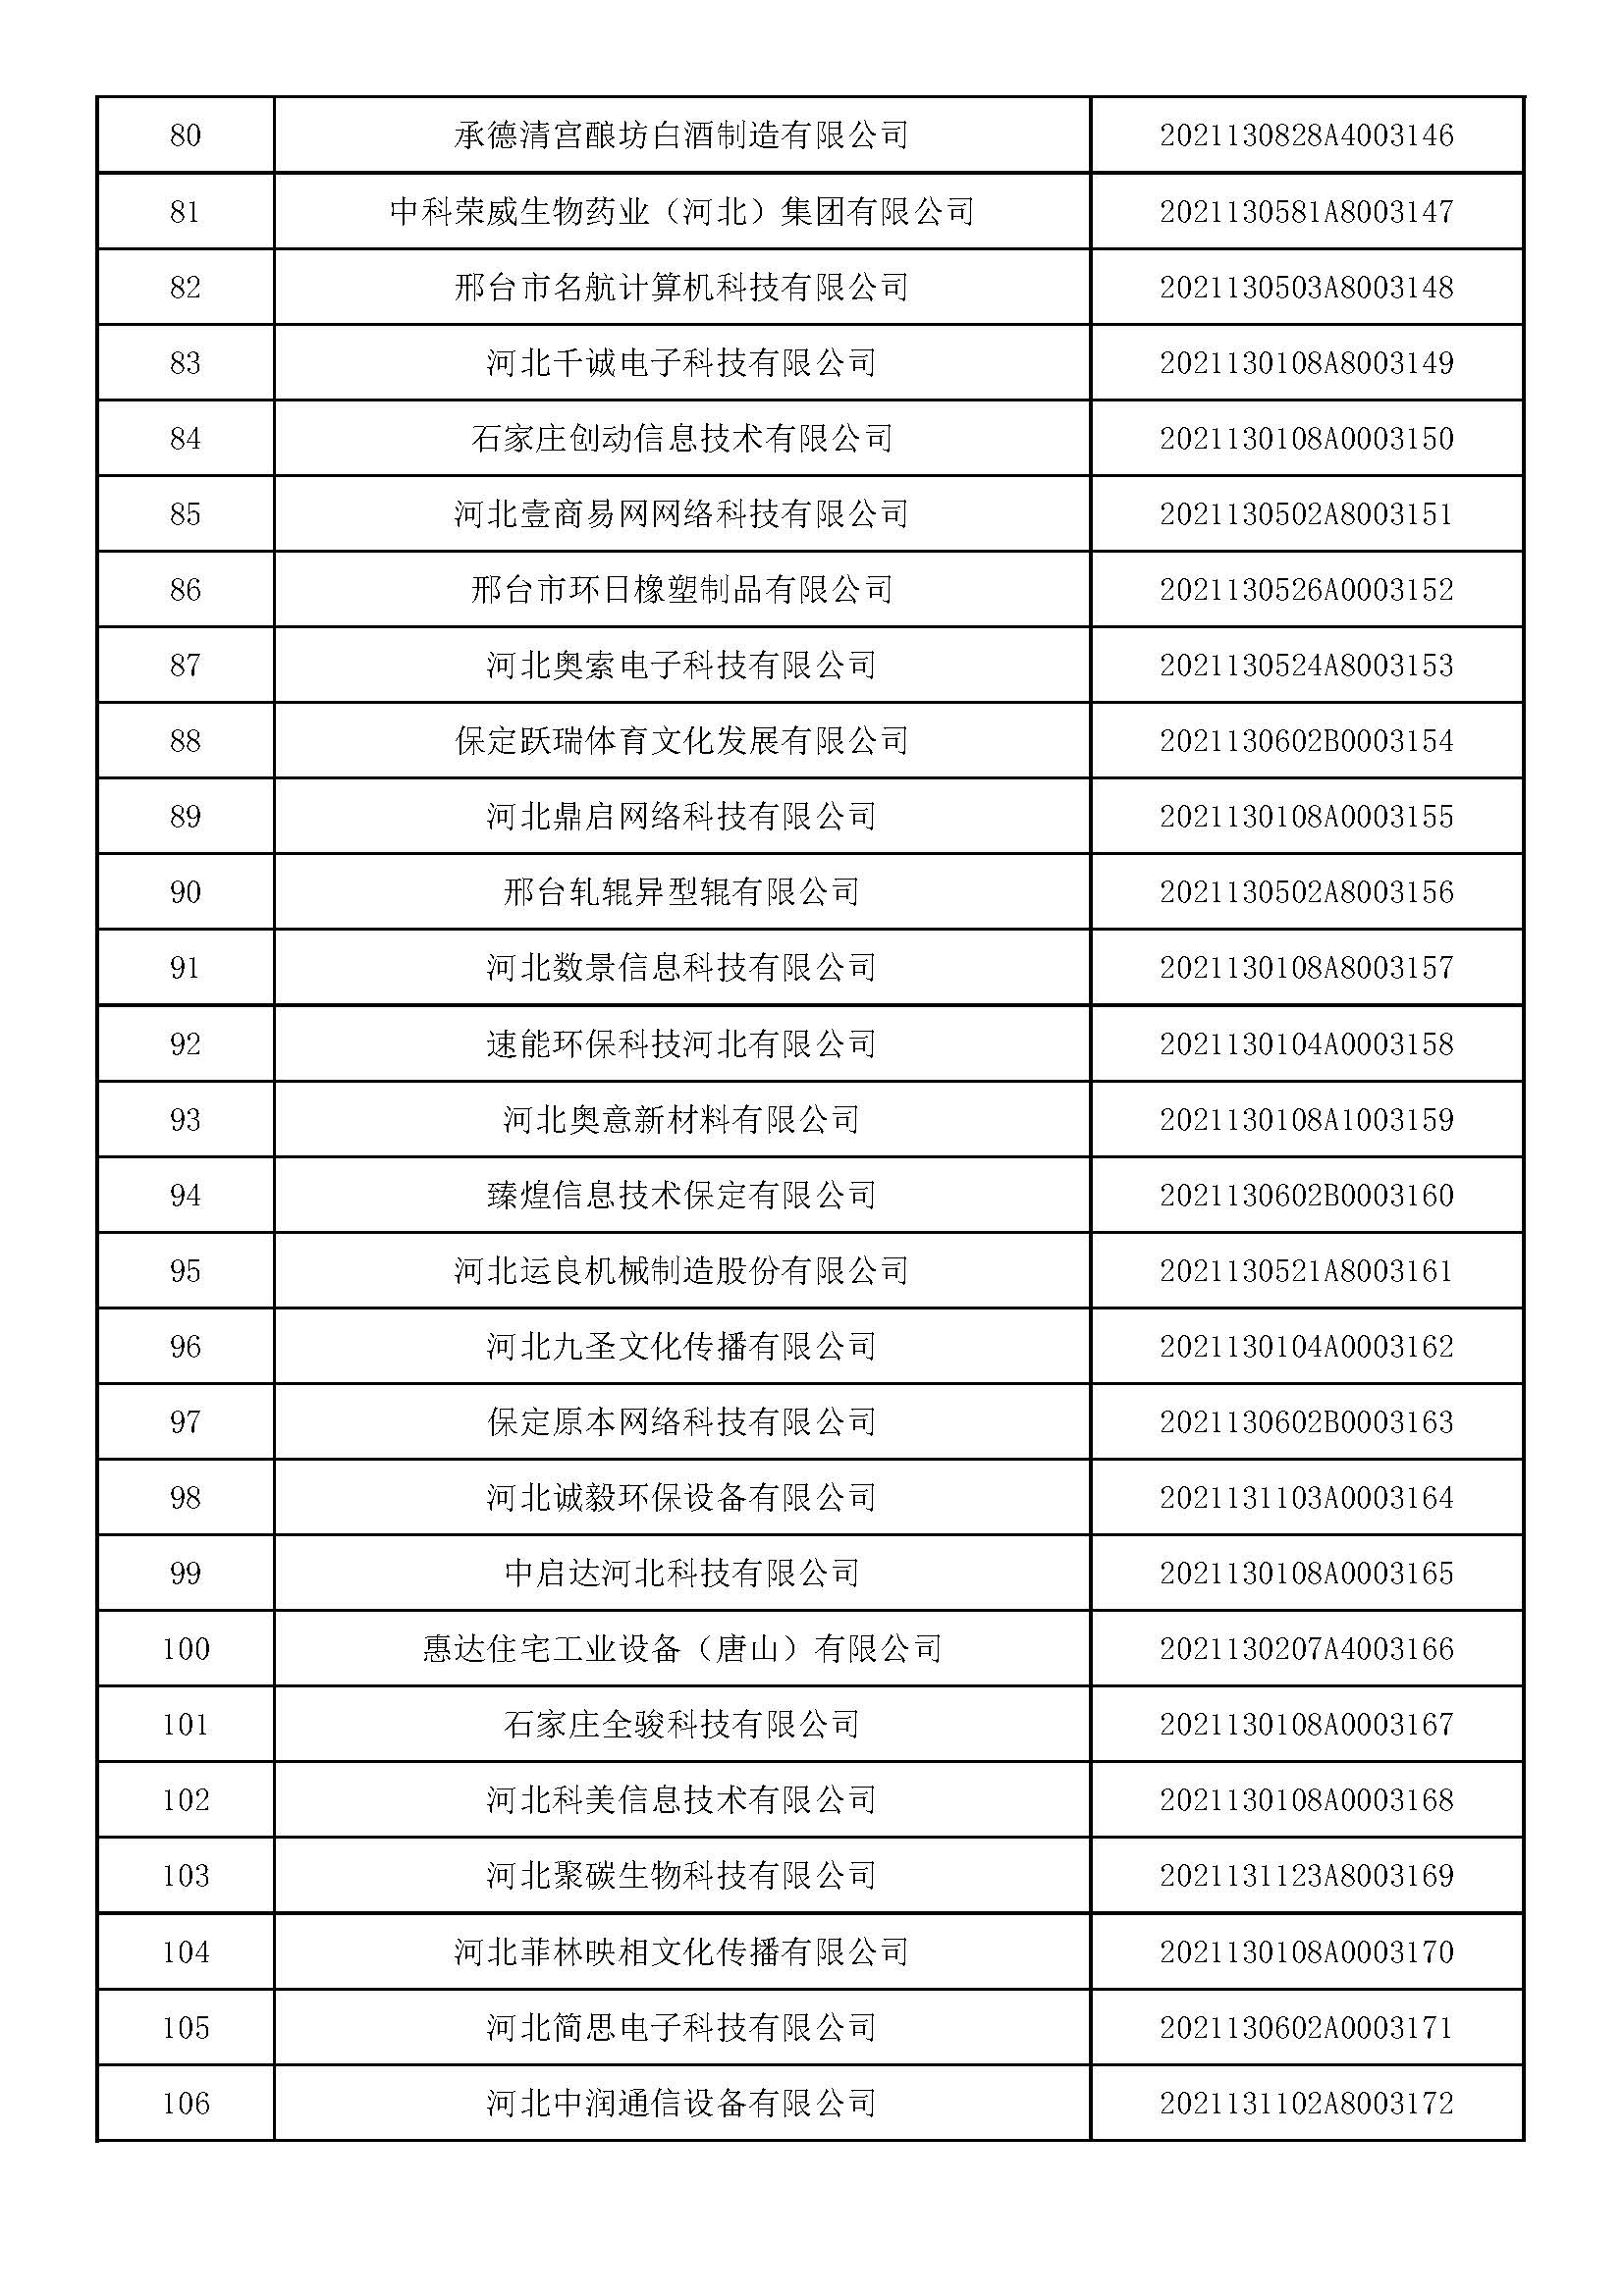 80 承德清宫酿坊白酒制造有限公司 2021130828A4003146
81 中科荣威生物药业（河北）集团有限公司 2021130581A8003147
82 邢台市名航计算机科技有限公司 2021130503A8003148
83 河北千诚电子科技有限公司 2021130108A8003149
84 石家庄创动信息技术有限公司 2021130108A0003150
85 河北壹商易网网络科技有限公司 2021130502A8003151
86 邢台市环日橡塑制品有限公司 2021130526A0003152
87 河北奥索电子科技有限公司 2021130524A8003153
88 保定跃瑞体育文化发展有限公司 2021130602B0003154
89 河北鼎启网络科技有限公司 2021130108A0003155
90 邢台轧辊异型辊有限公司 2021130502A8003156
91 河北数景信息科技有限公司 2021130108A8003157
92 速能环保科技河北有限公司 2021130104A0003158
93 河北奥意新材料有限公司 2021130108A1003159
94 臻煌信息技术保定有限公司 2021130602B0003160
95 河北运良机械制造股份有限公司 2021130521A8003161
96 河北九圣文化传播有限公司 2021130104A0003162
97 保定原本网络科技有限公司 2021130602B0003163
98 河北诚毅环保设备有限公司 2021131103A0003164
99 中启达河北科技有限公司 2021130108A0003165
100 惠达住宅工业设备（唐山）有限公司 2021130207A4003166
101 石家庄全骏科技有限公司 2021130108A0003167
102 河北科美信息技术有限公司 2021130108A0003168
103 河北聚碳生物科技有限公司 2021131123A8003169
104 河北菲林映相文化传播有限公司 2021130108A0003170
105 河北简思电子科技有限公司 2021130602A0003171
106 河北中润通信设备有限公司 2021131102A8003172